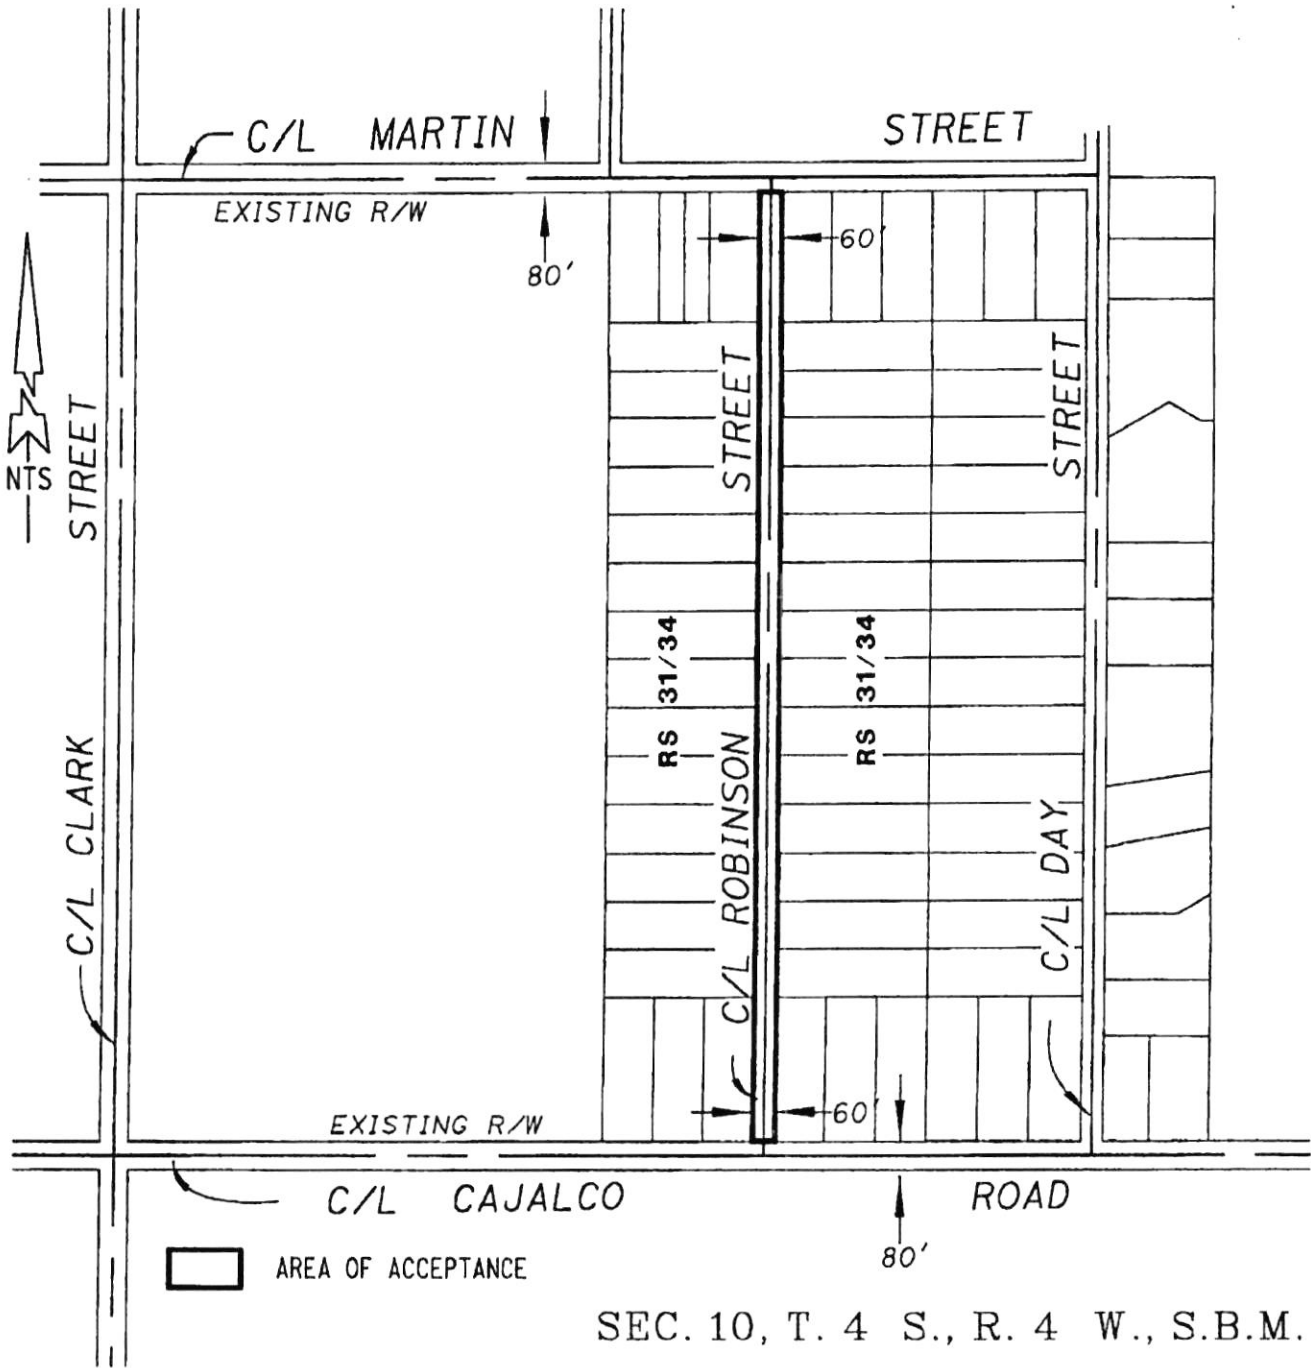 C/L MARTIN STREET
EXISTING R/W
80'
60'
NTS
C/L CLARK STREET
C/L ROBINSON STREET
C/L DAY STREET
RS 31/34
RS 31/34
60'
EXISTING R/W
C/L CAJALCO ROAD
80'
AREA OF ACCEPTANCE
SEC. 10, T. 4 S., R. 4 W., S.B.M.